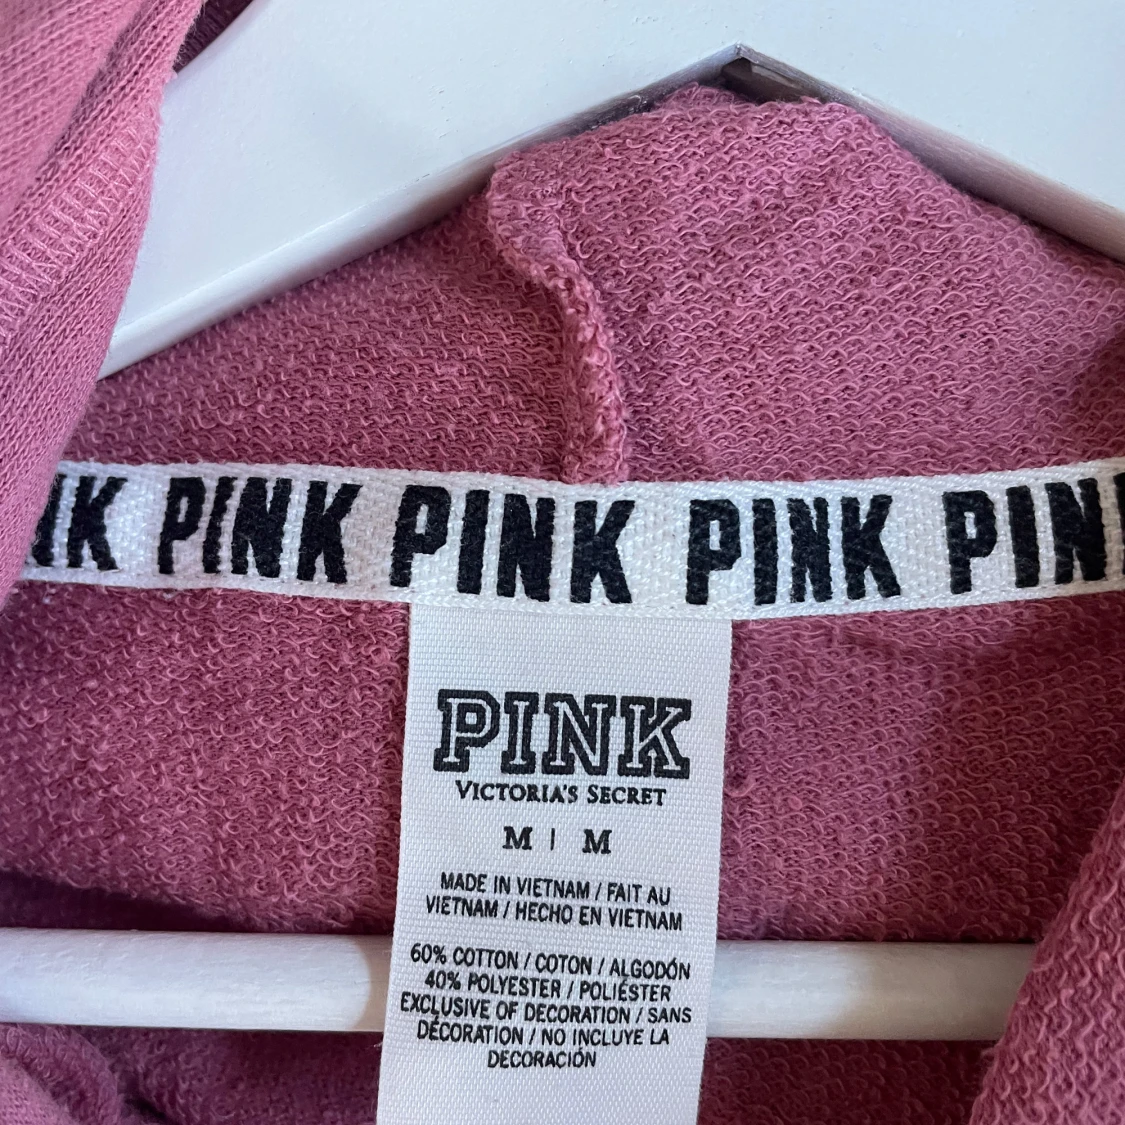 NK PINK PINK PINK PIN
PINK
VICTORIA'S SECRET
M | M
MADE IN VIETNAM / FAIT AU
VIETNAM / HECHO EN VIETNAM
60% COTTON / COTON / ALGODÓN
40% POLYESTER / POLIÉSTER
EXCLUSIVE OF DECORATION / SANS
DÉCORATION / NO INCLUYE LA
DECORACIÓN